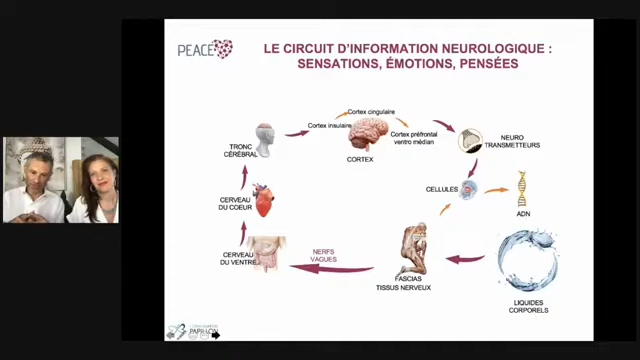 PEACE
LE CIRCUIT D'INFORMATION NEUROLOGIQUE :
SENSATIONS, ÉMOTIONS, PENSÉES
Cortex cingulaire
Cortex insulaire
Cortex préfrontal
ventro médian
TRONC
CÉRÉBRAL
CORTEX
NEURO
TRANSMETTEURS
CELLULES
ADN
CERVEAU
DU COEUR
CERVEAU
DU VENTRE
NERFS
VAGUES
FASCIAS
TISSUS NERVEUX
LIQUIDES
CORPORELS
PAPILLON